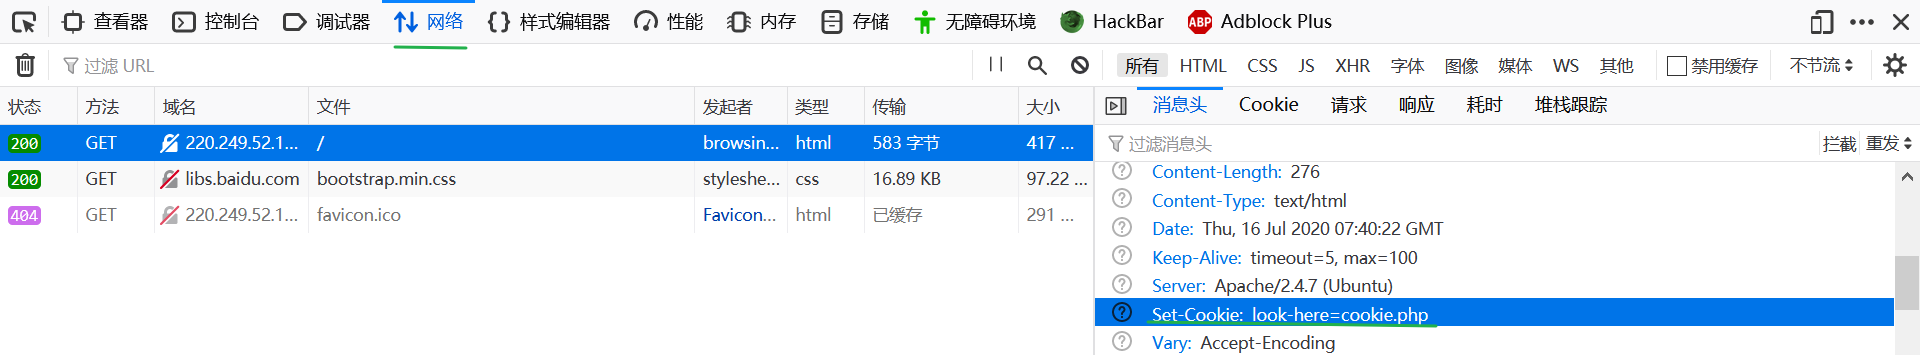 查看器 控制台 调试器 网络 样式编辑器 性能 内存 存储 无障碍环境 HackBar ABP Adblock Plus
过滤 URL 所有 HTML CSS JS XHR 字体 图像 媒体 WS 其他 禁用缓存 不节流
状态 方法 域名 文件 发起者 类型 传输 大小
消息头 Cookie 请求 响应 耗时 堆栈跟踪
200 GET 220.249.52.1... / browsin... html 583 字节 417 ...
200 GET libs.baidu.com bootstrap.min.css styleshe... css 16.89 KB 97.22 ...
404 GET 220.249.52.1... favicon.ico Favicon... html 已缓存 291 ...
过滤消息头 拦截 重发
Content-Length: 276
Content-Type: text/html
Date: Thu, 16 Jul 2020 07:40:22 GMT
Keep-Alive: timeout=5, max=100
Server: Apache/2.4.7 (Ubuntu)
Set-Cookie: look-here=cookie.php
Vary: Accept-Encoding